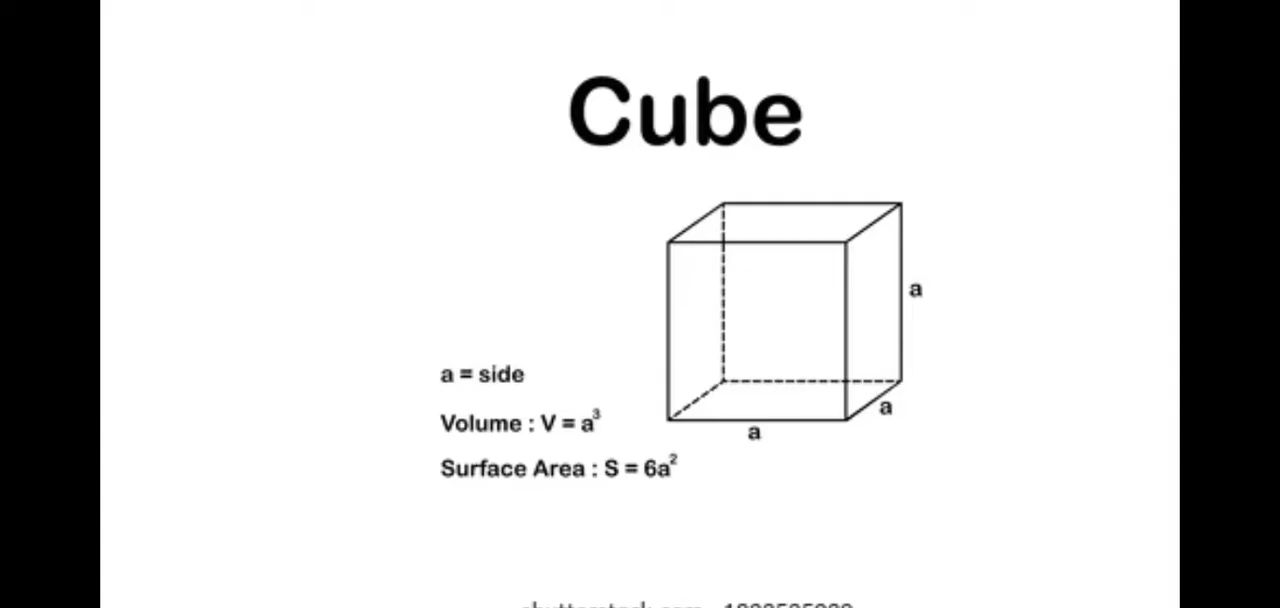 Cube
a
a = side
a
Volume : V = a³
a
Surface Area : S = 6a²